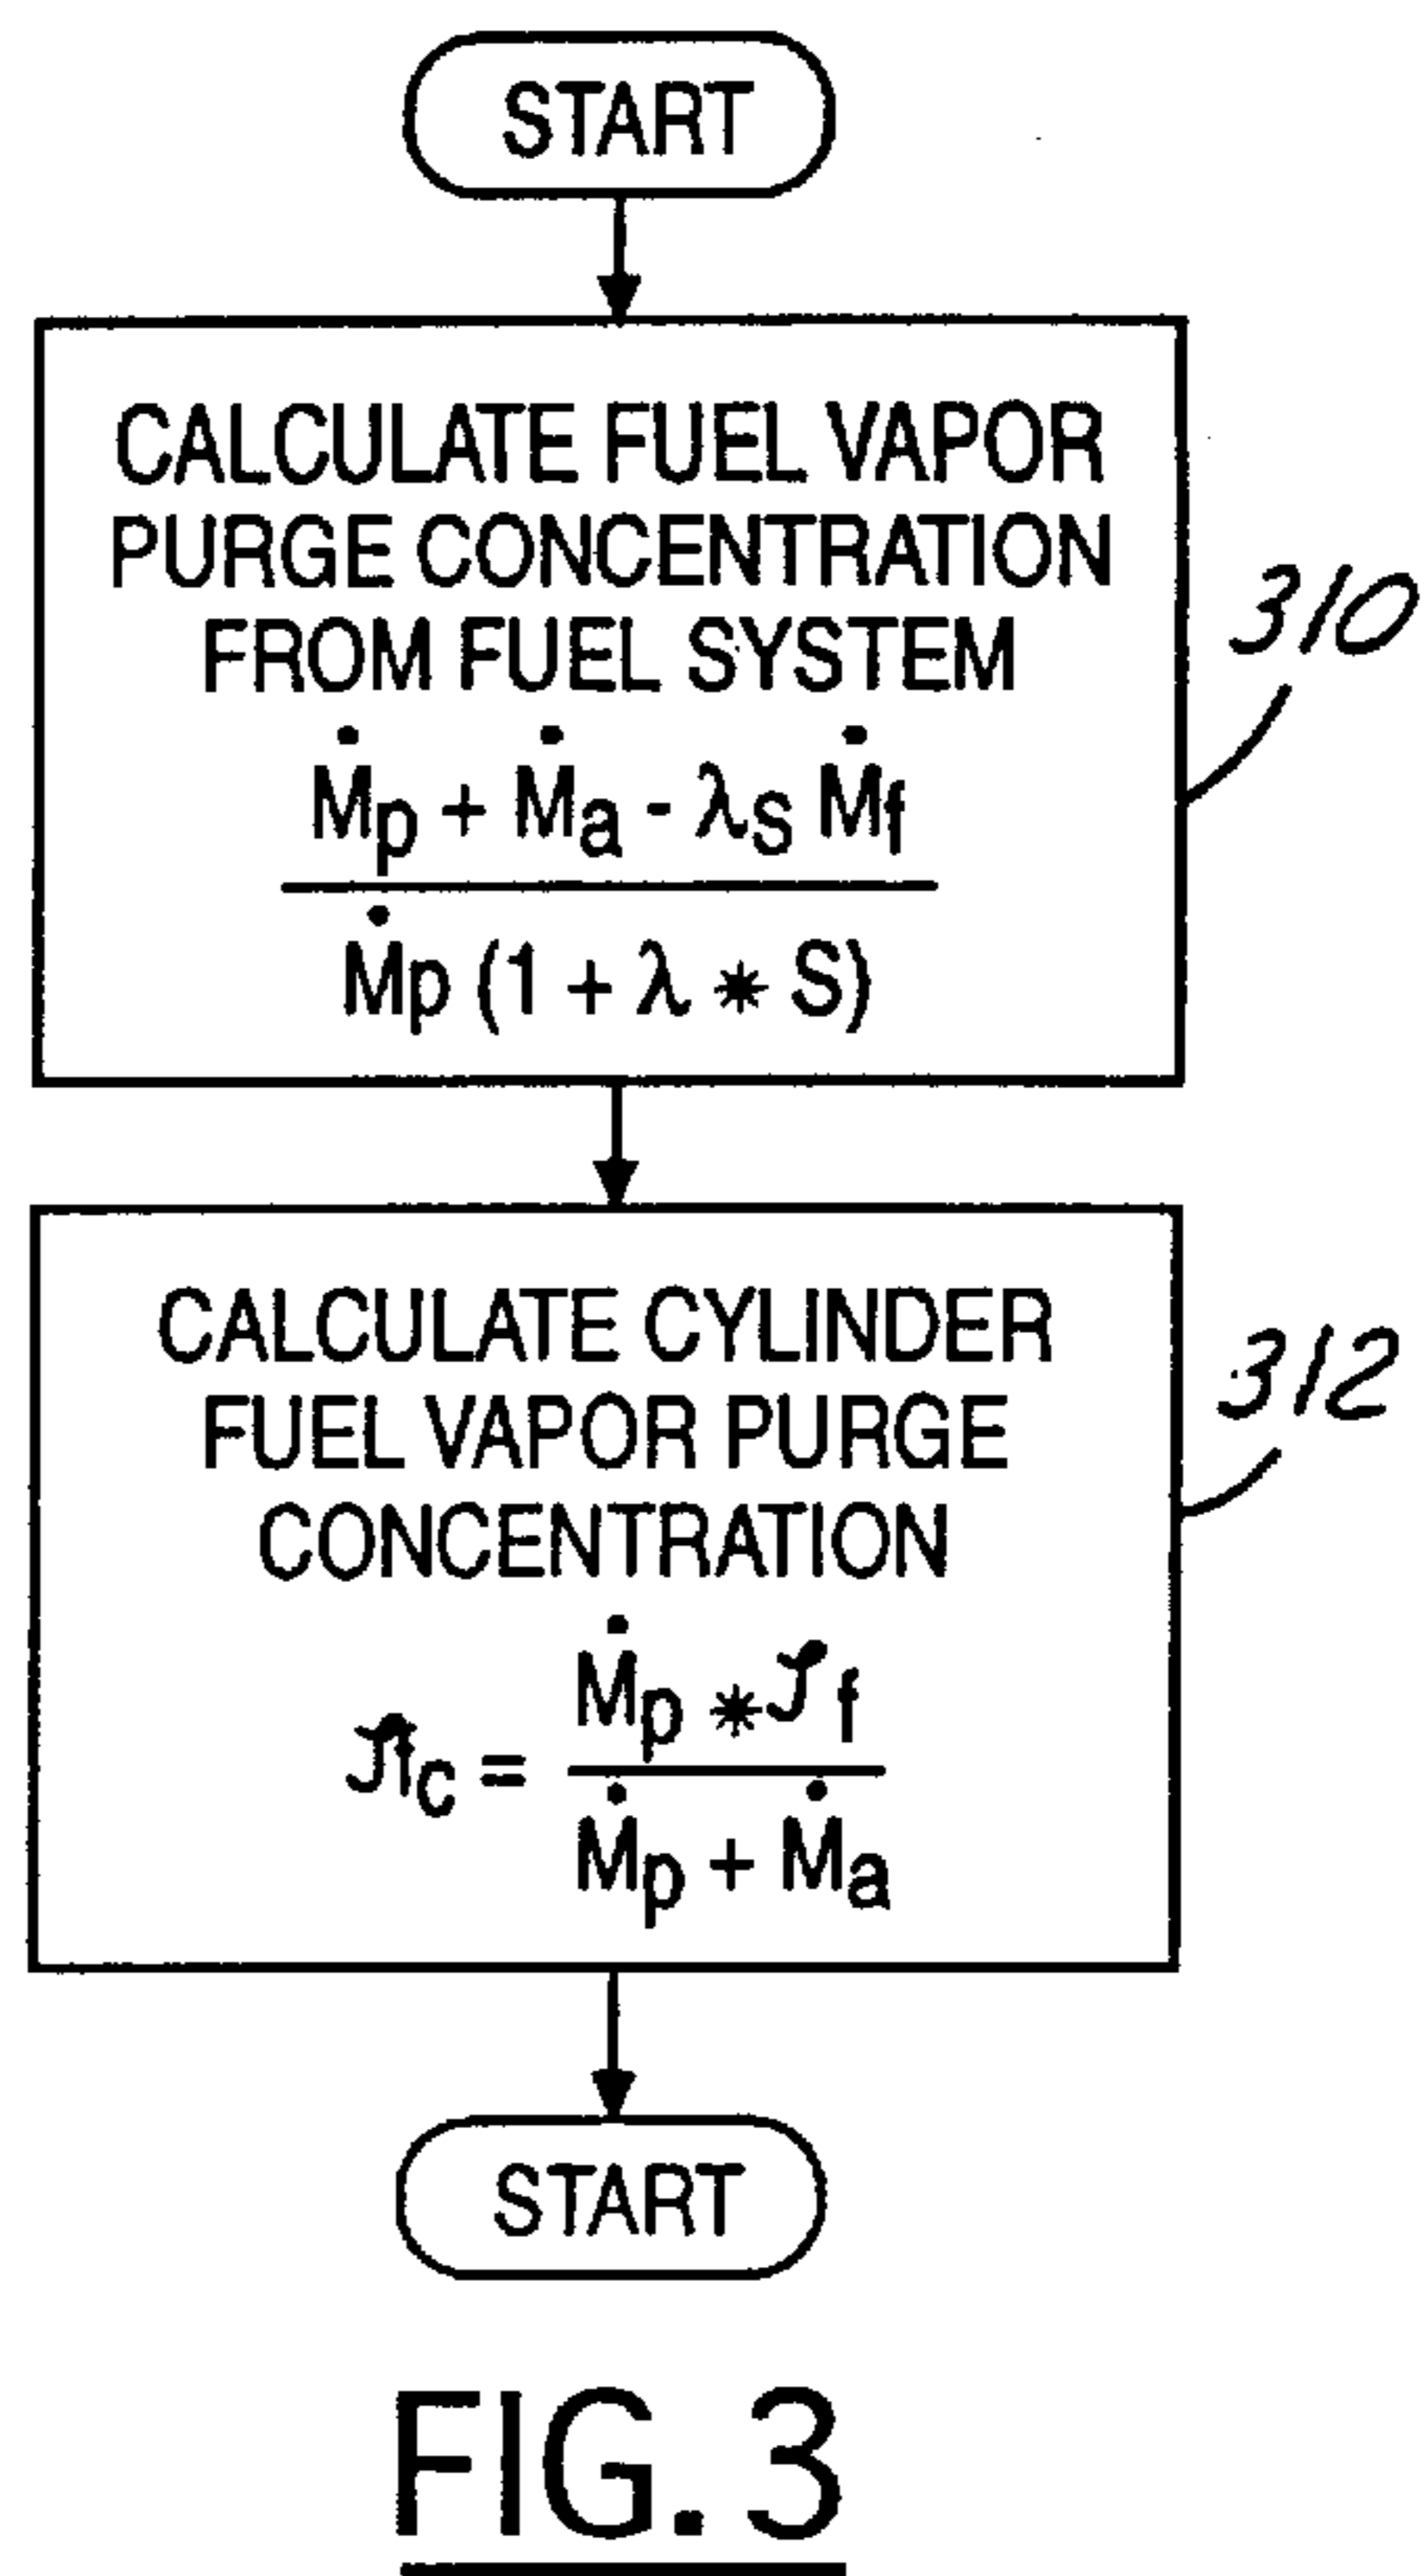 START
CALCULATE FUEL VAPOR
PURGE CONCENTRATION
FROM FUEL SYSTEM
Ṁp + Ṁa - λS Ṁf
Ṁp (1 + λ * S)
310
CALCULATE CYLINDER
FUEL VAPOR PURGE
CONCENTRATION
Ṁp * f
c =
Ṁp + Ṁa
312
START
FIG. 3